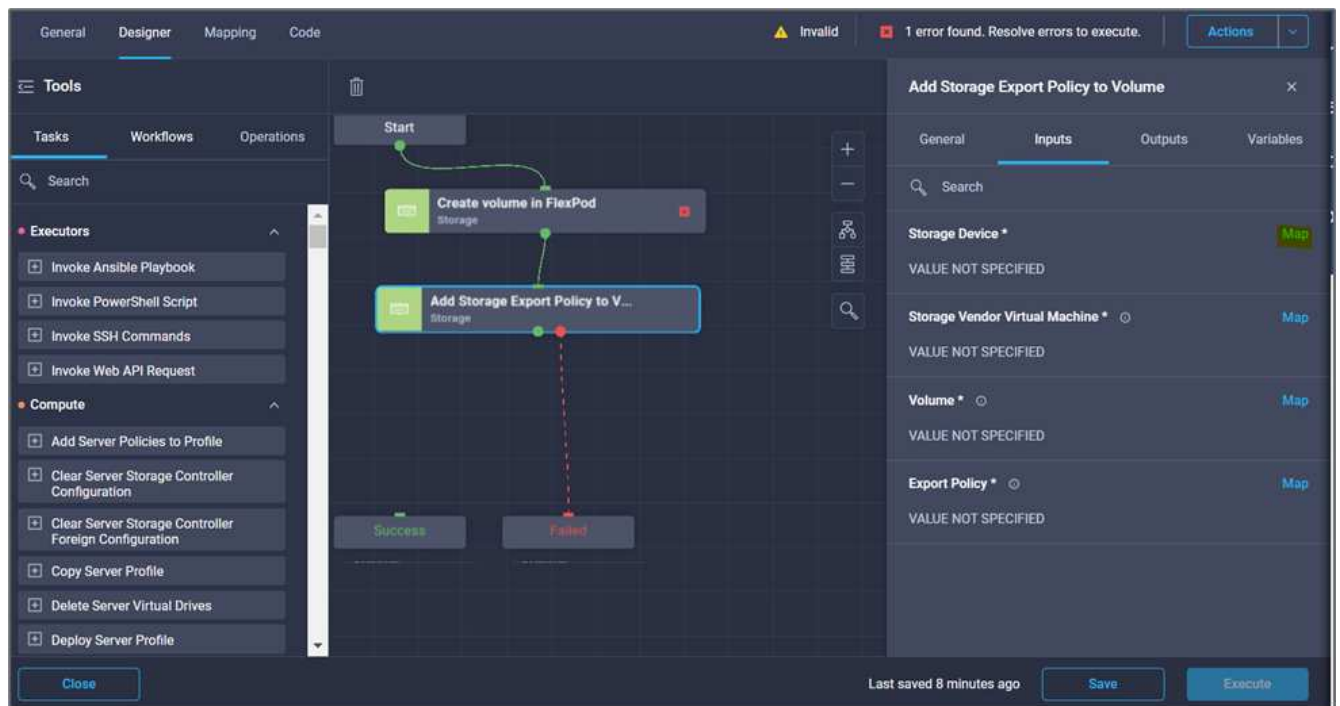 General Designer Mapping Code Invalid 1 error found. Resolve errors to execute. Actions
Tools
Tasks Workflows Operations
Search
Executors
Invoke Ansible Playbook
Invoke PowerShell Script
Invoke SSH Commands
Invoke Web API Request
Compute
Add Server Policies to Profile
Clear Server Storage Controller
Configuration
Clear Server Storage Controller
Foreign Configuration
Copy Server Profile
Delete Server Virtual Drives
Deploy Server Profile
Start
Create volume in FlexPod
Storage
Add Storage Export Policy to V...
Storage
Success Failed
Add Storage Export Policy to Volume
General Inputs Outputs Variables
Search
Storage Device * Map
VALUE NOT SPECIFIED
Storage Vendor Virtual Machine * Map
VALUE NOT SPECIFIED
Volume * Map
VALUE NOT SPECIFIED
Export Policy * Map
VALUE NOT SPECIFIED
Close Last saved 8 minutes ago Save Execute